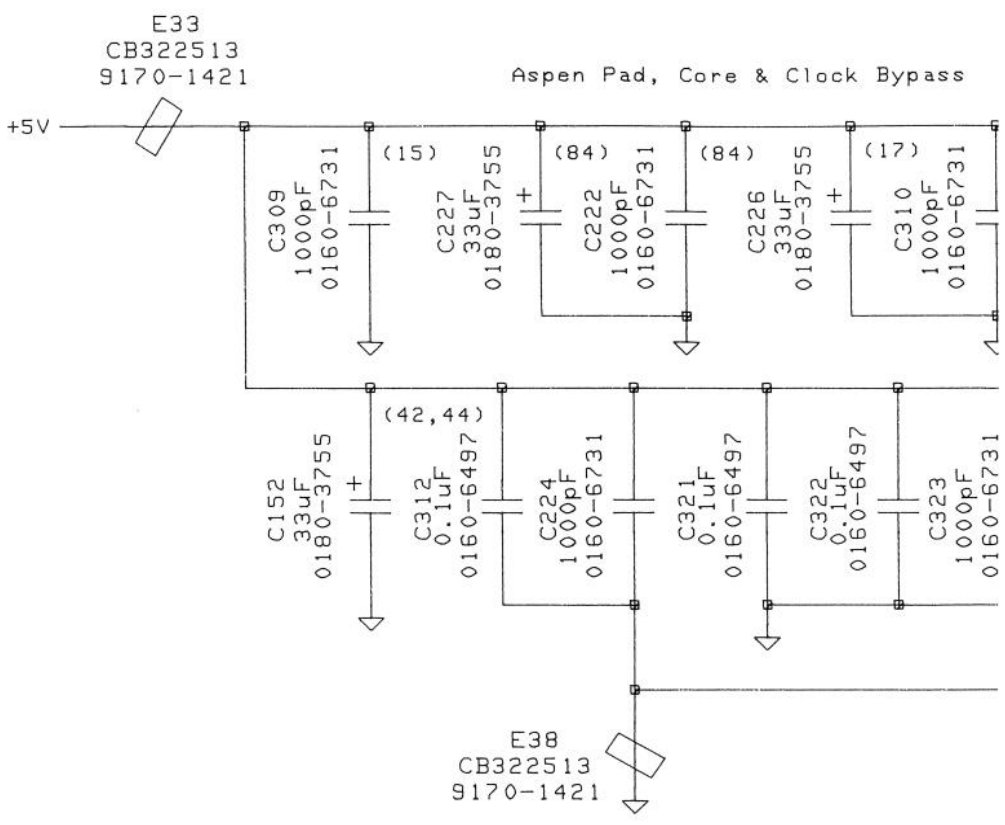 E33
CB322513
9170-1421
Aspen Pad, Core & Clock Bypass
+5V
(15)
(84)
(84)
(17)
C309
1000pF
0160-6731
C227
33uF
0180-3755
+
C222
1000pF
0160-6731
C226
33uF
0180-3755
+
C310
1000pF
0160-6731
(42,44)
C152
33uF
0180-3755
+
C312
0.1uF
0160-6497
C224
1000pF
0160-6731
C321
0.1uF
0160-6497
C322
0.1uF
0160-6497
C323
1000pF
0160-6731
E38
CB322513
9170-1421